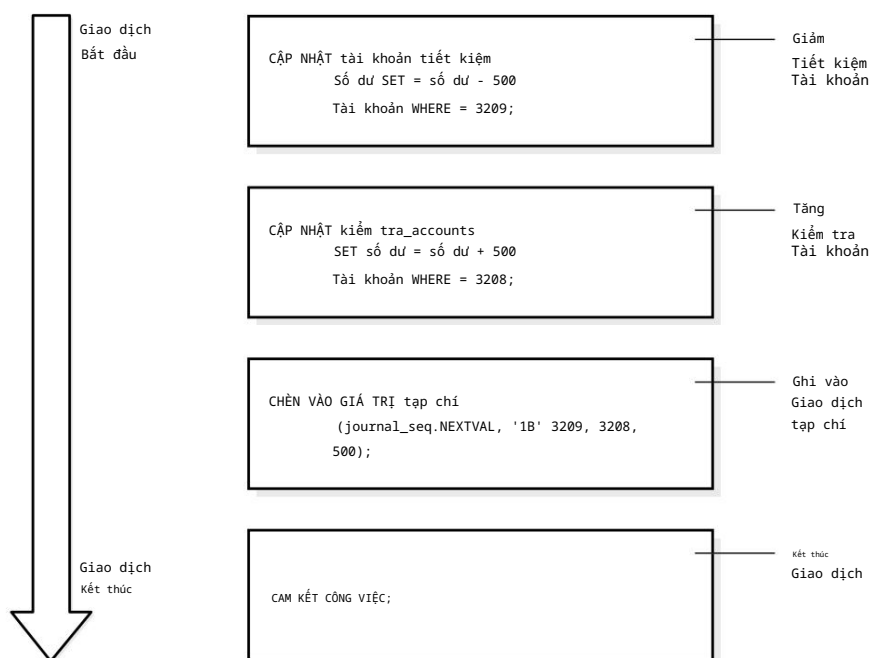 Giao dịch
Bắt đầu
CẬP NHẬT tài khoản tiết kiệm
Số dư SET = số dư - 500
Tài khoản WHERE = 3209;
Giảm
Tiết kiệm
Tài khoản
CẬP NHẬT kiểm tra_accounts
SET số dư = số dư + 500
Tài khoản WHERE = 3208;
Tăng
Kiểm tra
Tài khoản
CHÈN VÀO GIÁ TRỊ tạp chí
(journal_seq.NEXTVAL, '1B' 3209, 3208,
500);
Ghi vào
Giao dịch
tạp chí
Giao dịch
Kết thúc
CAM KẾT CÔNG VIỆC;
Kết thúc
Giao dịch